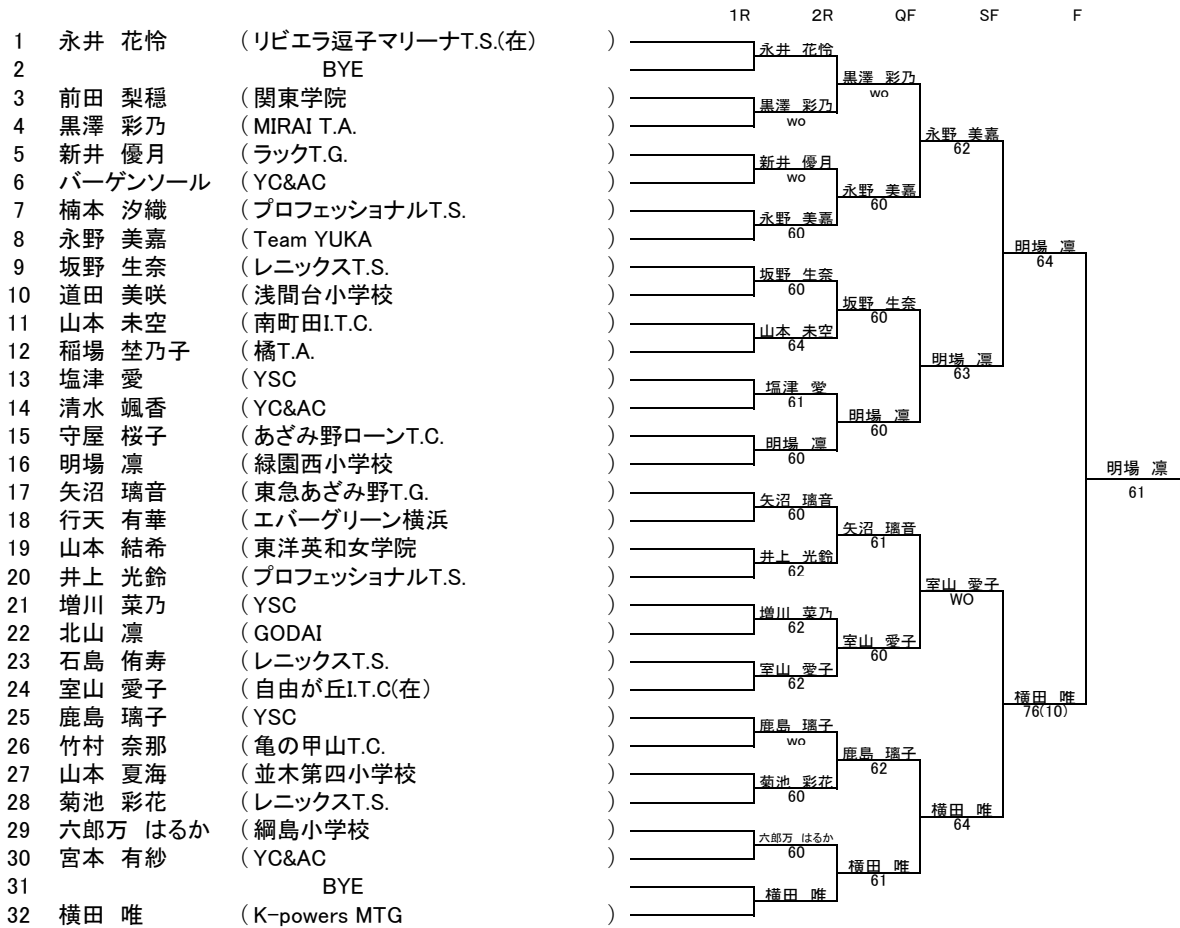 1R 2R QF SF F
1 永井 花怜 ( リビエラ逗子マリーナT.S.(在) )
2 BYE
3 前田 梨穏 ( 関東学院 )
4 黒澤 彩乃 ( MIRAI T.A. )
5 新井 優月 ( ラックT.G. )
6 バーゲンソール ( YC&AC )
7 楠本 汐織 ( プロフェッショナルT.S. )
8 永野 美嘉 ( Team YUKA )
9 坂野 生奈 ( レニックスT.S. )
10 道田 美咲 ( 浅間台小学校 )
11 山本 未空 ( 南町田I.T.C. )
12 稲場 埜乃子 ( 橘T.A. )
13 塩津 愛 ( YSC )
14 清水 颯香 ( YC&AC )
15 守屋 桜子 ( あざみ野ローンT.C. )
16 明場 凛 ( 緑園西小学校 )
17 矢沼 璃音 ( 東急あざみ野T.G. )
18 行天 有華 ( エバーグリーン横浜 )
19 山本 結希 ( 東洋英和女学院 )
20 井上 光鈴 ( プロフェッショナルT.S. )
21 増川 菜乃 ( YSC )
22 北山 凛 ( GODAI )
23 石島 侑寿 ( レニックスT.S. )
24 室山 愛子 ( 自由が丘I.T.C(在) )
25 鹿島 璃子 ( YSC )
26 竹村 奈那 ( 亀の甲山T.C. )
27 山本 夏海 ( 並木第四小学校 )
28 菊池 彩花 ( レニックスT.S. )
29 六郎万 はるか ( 綱島小学校 )
30 宮本 有紗 ( YC&AC )
31 BYE
32 横田 唯 ( K-powers MTG )
永井 花怜
黒澤 彩乃
wo
新井 優月
wo
永野 美嘉
60
坂野 生奈
60
山本 未空
64
塩津 愛
61
明場 凛
60
矢沼 璃音
60
井上 光鈴
62
増川 菜乃
62
室山 愛子
62
鹿島 璃子
wo
菊池 彩花
60
六郎万 はるか
60
横田 唯
黒澤 彩乃
wo
永野 美嘉
60
坂野 生奈
60
明場 凛
60
矢沼 璃音
61
室山 愛子
60
鹿島 璃子
62
横田 唯
61
永野 美嘉
62
明場 凛
63
室山 愛子
WO
横田 唯
64
明場 凛
64
横田 唯
76(10)
明場 凛
61